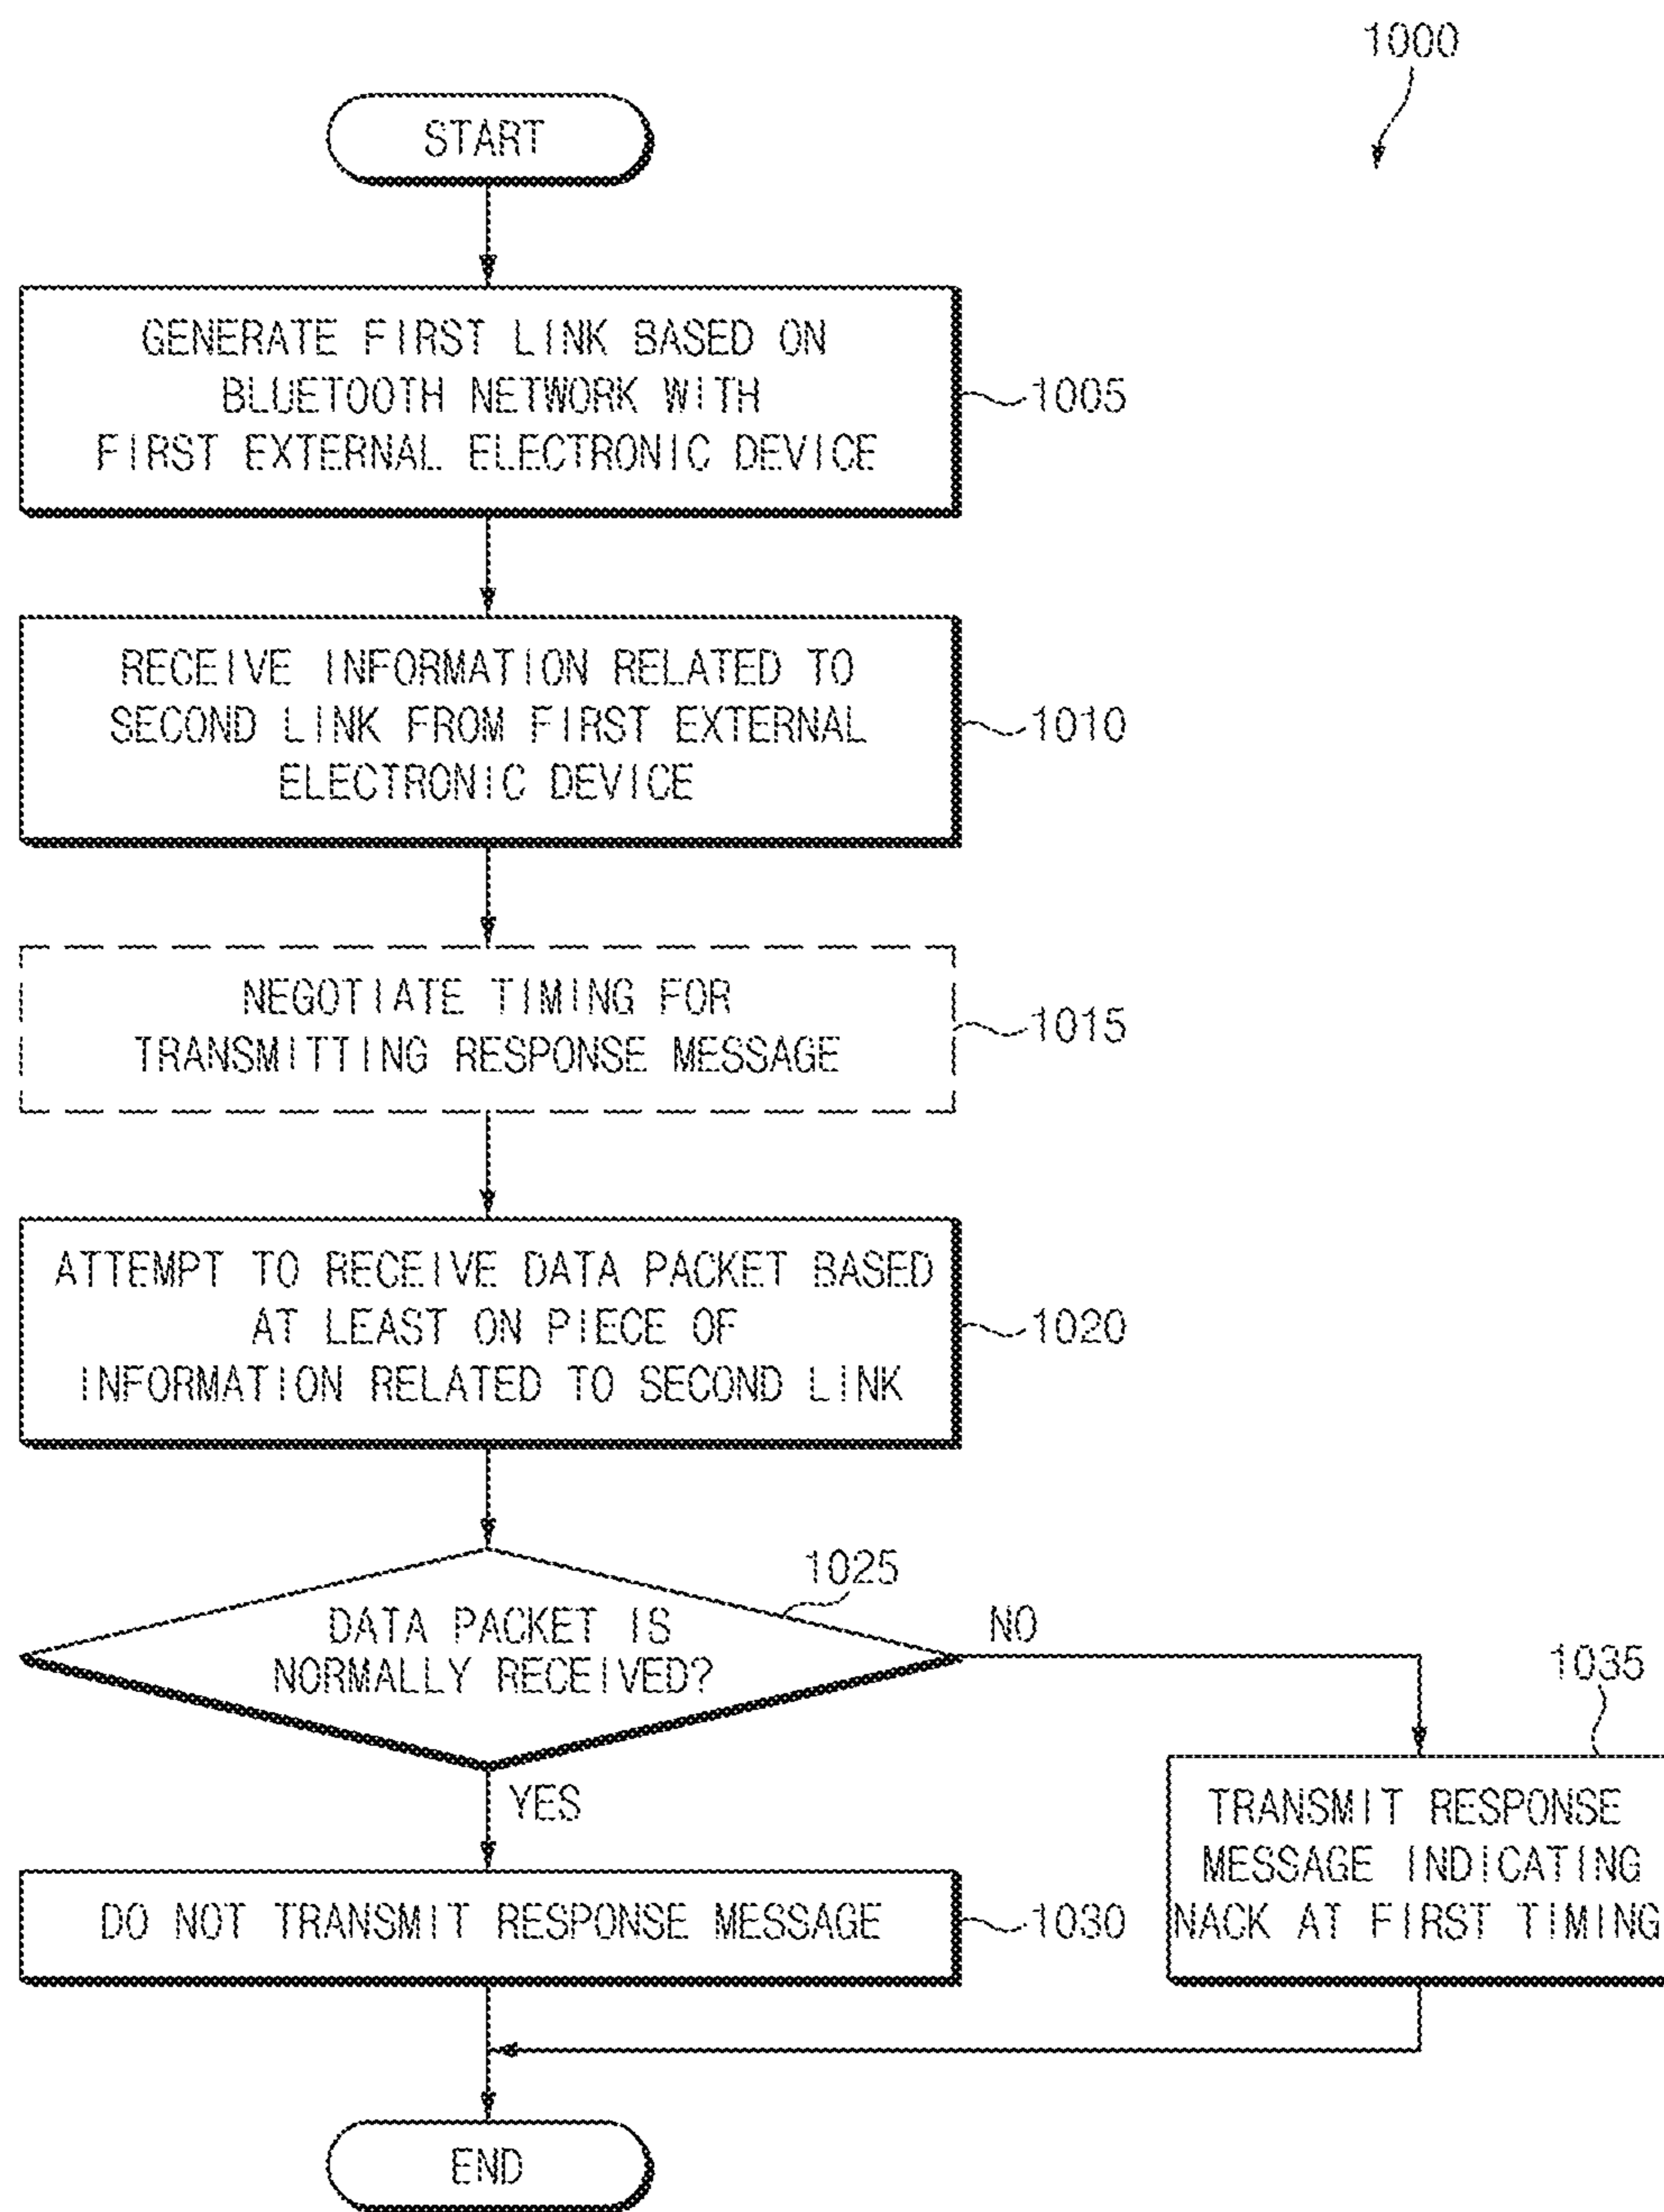 1000
START
GENERATE FIRST LINK BASED ON
BLUETOOTH NETWORK WITH
FIRST EXTERNAL ELECTRONIC DEVICE
1005
RECEIVE INFORMATION RELATED TO
SECOND LINK FROM FIRST EXTERNAL
ELECTRONIC DEVICE
1010
NEGOTIATE TIMING FOR
TRANSMITTING RESPONSE MESSAGE
1015
ATTEMPT TO RECEIVE DATA PACKET BASED
AT LEAST ON PIECE OF
INFORMATION RELATED TO SECOND LINK
1020
1025
DATA PACKET IS
NORMALLY RECEIVED?
NO
YES
1035
TRANSMIT RESPONSE
MESSAGE INDICATING
NACK AT FIRST TIMING
DO NOT TRANSMIT RESPONSE MESSAGE
1030
END